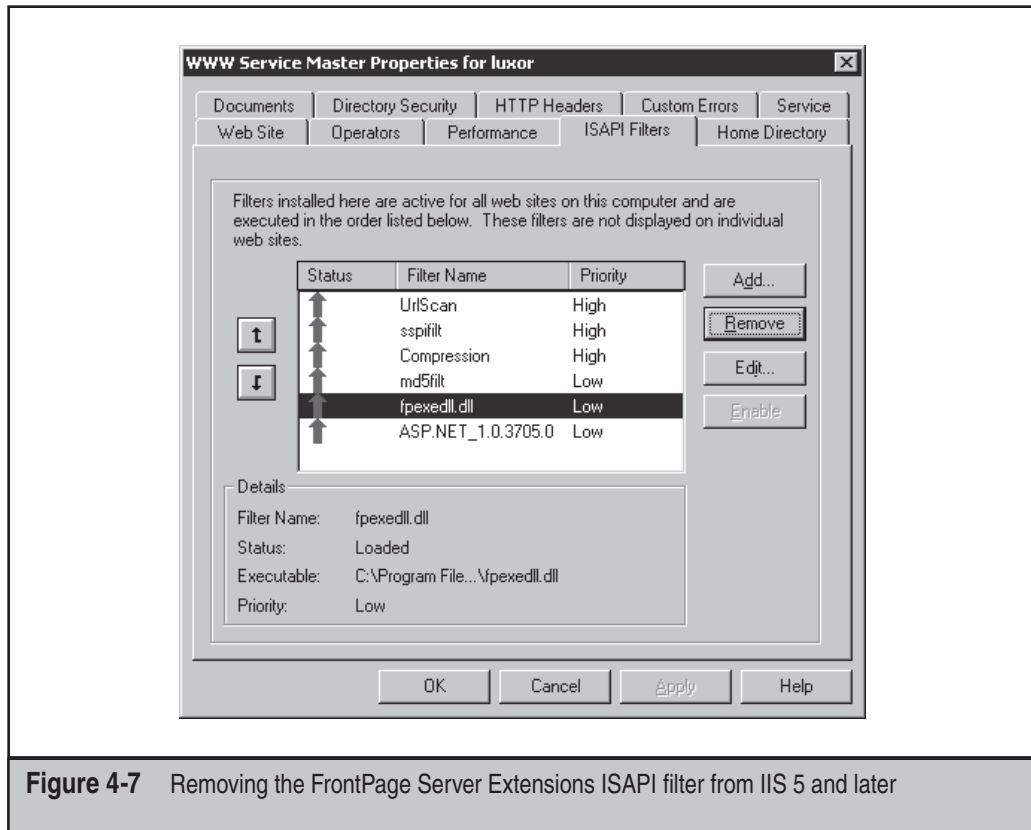 WWW Service Master Properties for luxor
Documents Directory Security HTTP Headers Custom Errors Service
Web Site Operators Performance ISAPI Filters Home Directory
Filters installed here are active for all web sites on this computer and are
executed in the order listed below. These filters are not displayed on individual
web sites.
Status Filter Name Priority
UrlScan High
sspifilt High
Compression High
md5filt Low
fpexedll.dll Low
ASP.NET_1.0.3705.0 Low
Add...
Remove
Edit...
Enable
Details
Filter Name: fpexedll.dll
Status: Loaded
Executable: C:\Program File...\fpexedll.dll
Priority: Low
OK Cancel Apply Help
Figure 4-7 Removing the FrontPage Server Extensions ISAPI filter from IIS 5 and later